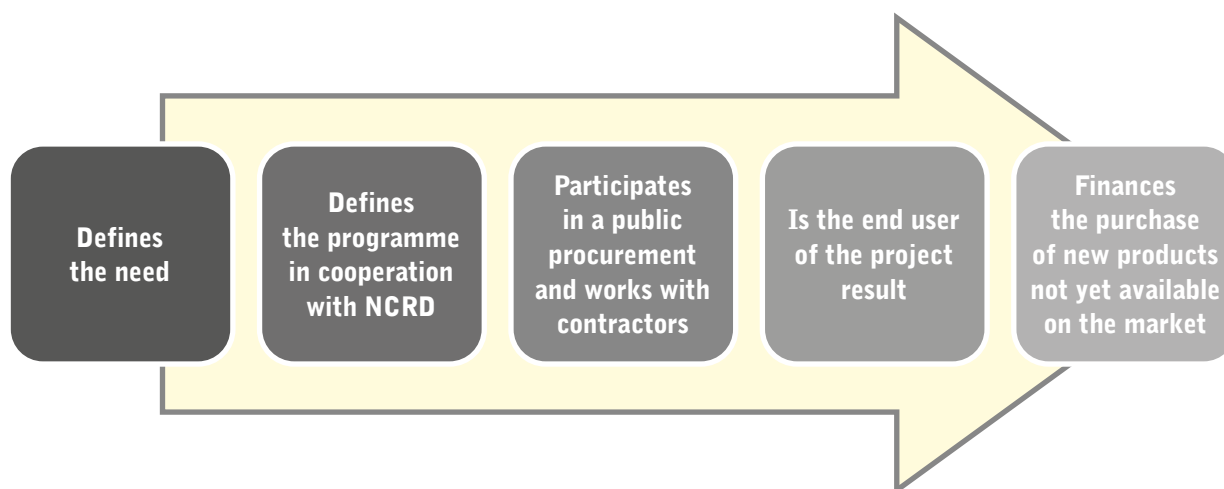 Defines
the need
Defines
the programme
in cooperation
with NCRD
Participates
in a public
procurement
and works with
contractors
Is the end user
of the project
result
Finances
the purchase
of new products
not yet available
on the market